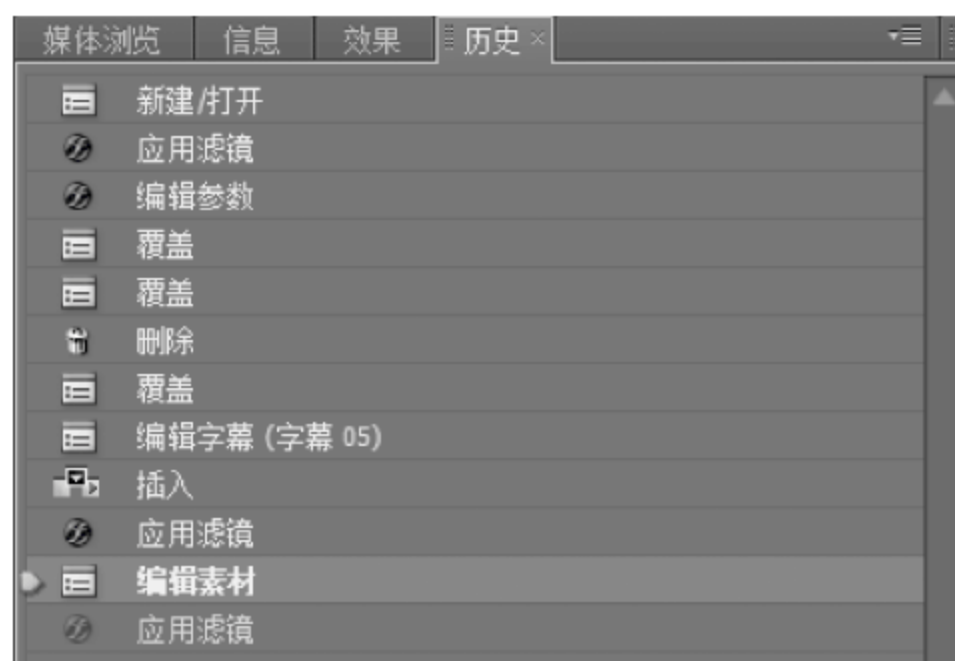 媒体浏览 信息 效果 历史 ×
新建/打开
应用滤镜
编辑参数
覆盖
覆盖
删除
覆盖
编辑字幕 (字幕 05)
插入
应用滤镜
编辑素材
应用滤镜